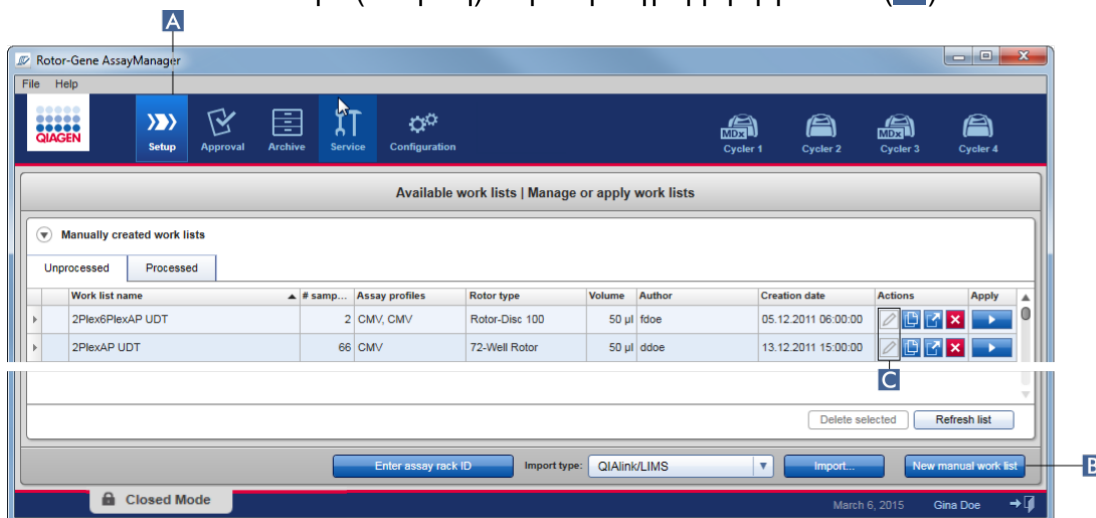 A
Rotor-Gene AssayManager
File Help
QIAGEN
Setup Approval Archive Service Configuration
MDx MDx
Cycler 1 Cycler 2 Cycler 3 Cycler 4
Available work lists | Manage or apply work lists
Manually created work lists
Unprocessed Processed
Work list name # samp... Assay profiles Rotor type Volume Author Creation date Actions Apply
2Plex6PlexAP UDT 2 CMV, CMV Rotor-Disc 100 50 µl fdoe 05.12.2011 06:00:00
2PlexAP UDT 66 CMV 72-Well Rotor 50 µl ddoe 13.12.2011 15:00:00
C
Delete selected Refresh list
Enter assay rack ID Import type: QIAlink/LIMS Import... New manual work list
B
Closed Mode March 6, 2015 Gina Doe